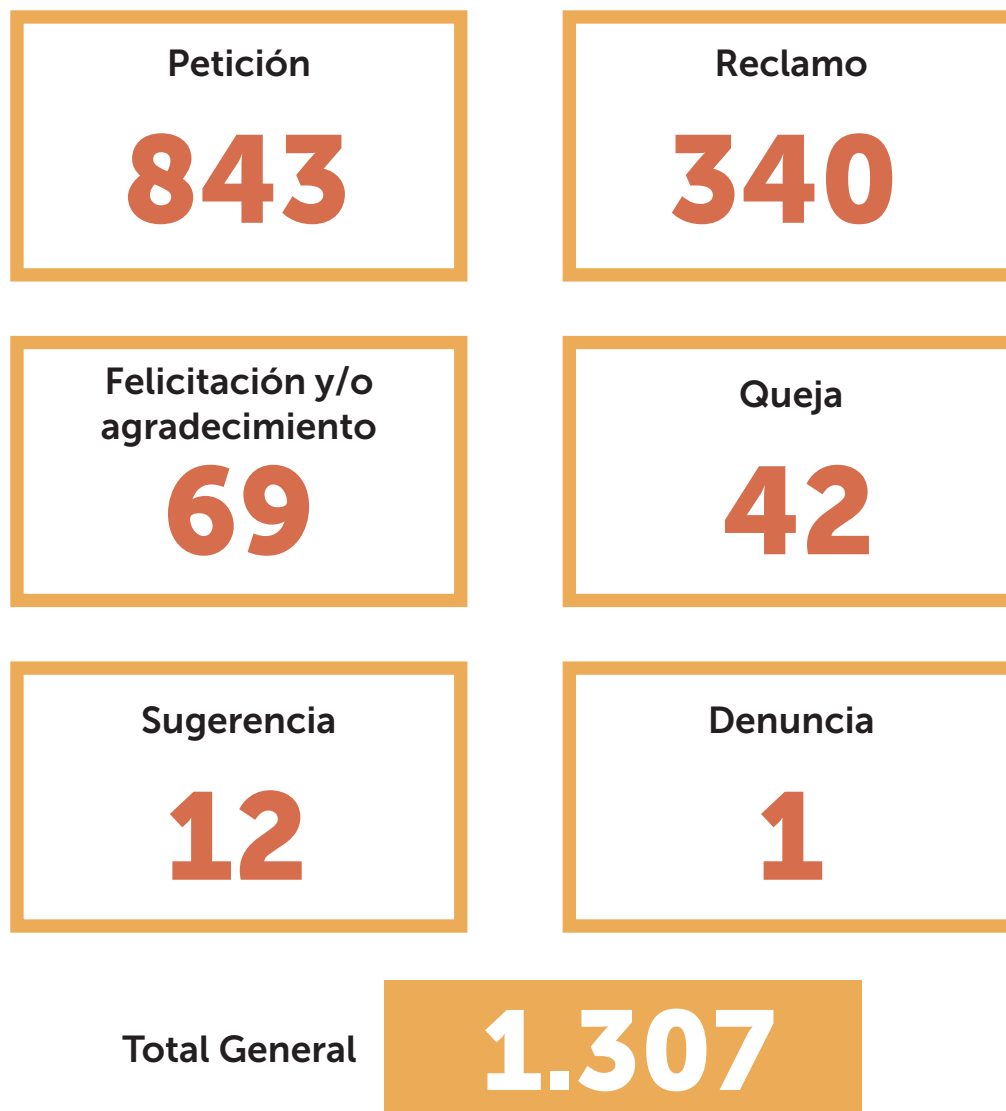 Petición
843
Reclamo
340
Felicitación y/o
agradecimiento
69
Queja
42
Sugerencia
12
Denuncia
1
Total General
1.307